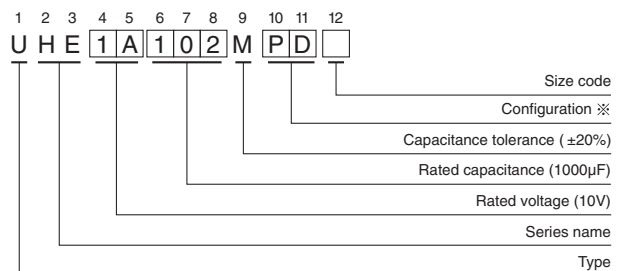 1 2 3 4 5 6 7 8 9 10 11 12
U H E 1 A 1 0 2 M P D
Size code
Configuration ※
Capacitance tolerance ( ±20%)
Rated capacitance (1000µF)
Rated voltage (10V)
Series name
Type